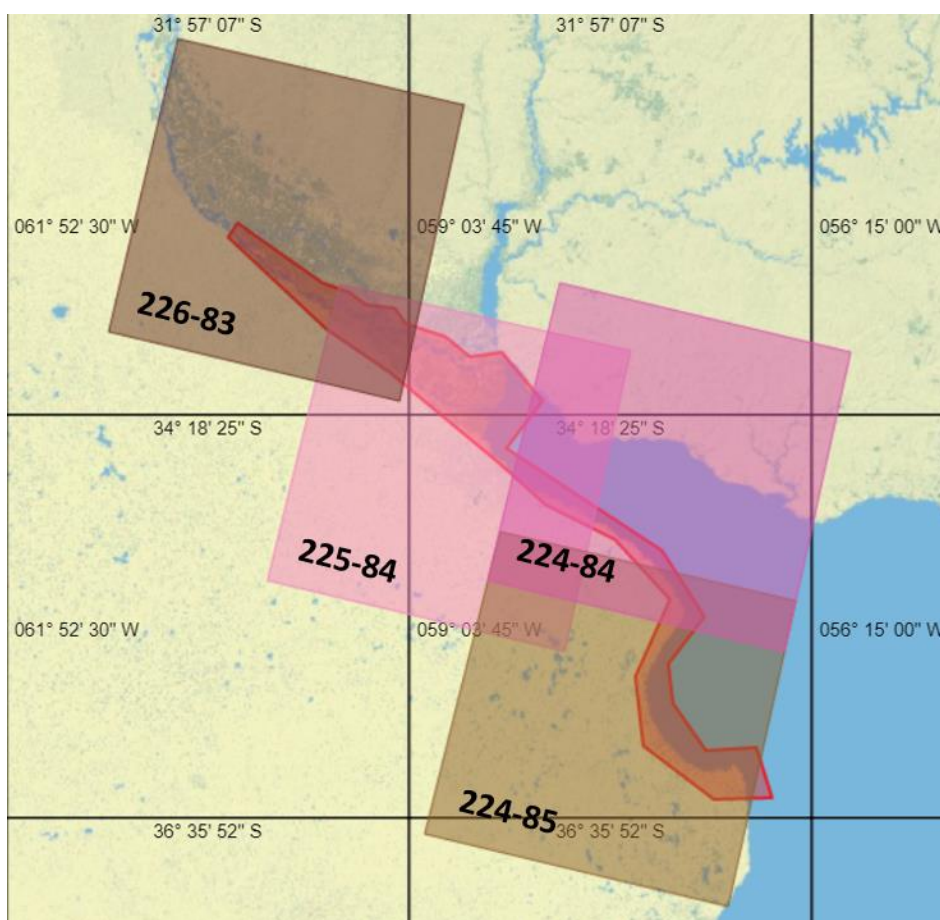 31° 57' 07" S
31° 57' 07" S
061° 52' 30" W
059° 03' 45" W
056° 15' 00" W
226-83
34° 18' 25" S
34° 18' 25" S
225-84
224-84
061° 52' 30" W
059° 03' 45" W
056° 15' 00" W
224-85
36° 35' 52" S
36° 35' 52" S